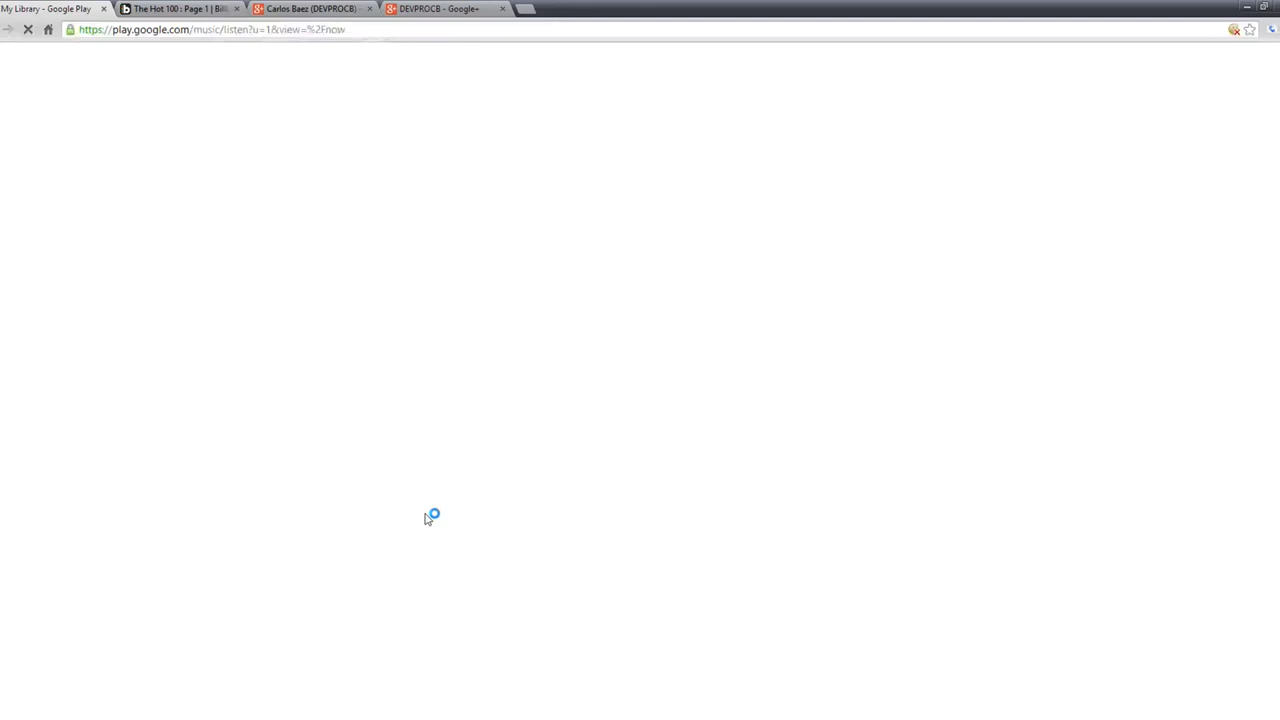 My Library - Google Play
The Hot 100 : Page 1 | Bill
Carlos Baez (DEVPROCB) -
DEVPROCB - Google+
https://play.google.com/music/listen?u=1&view=%2Fnow